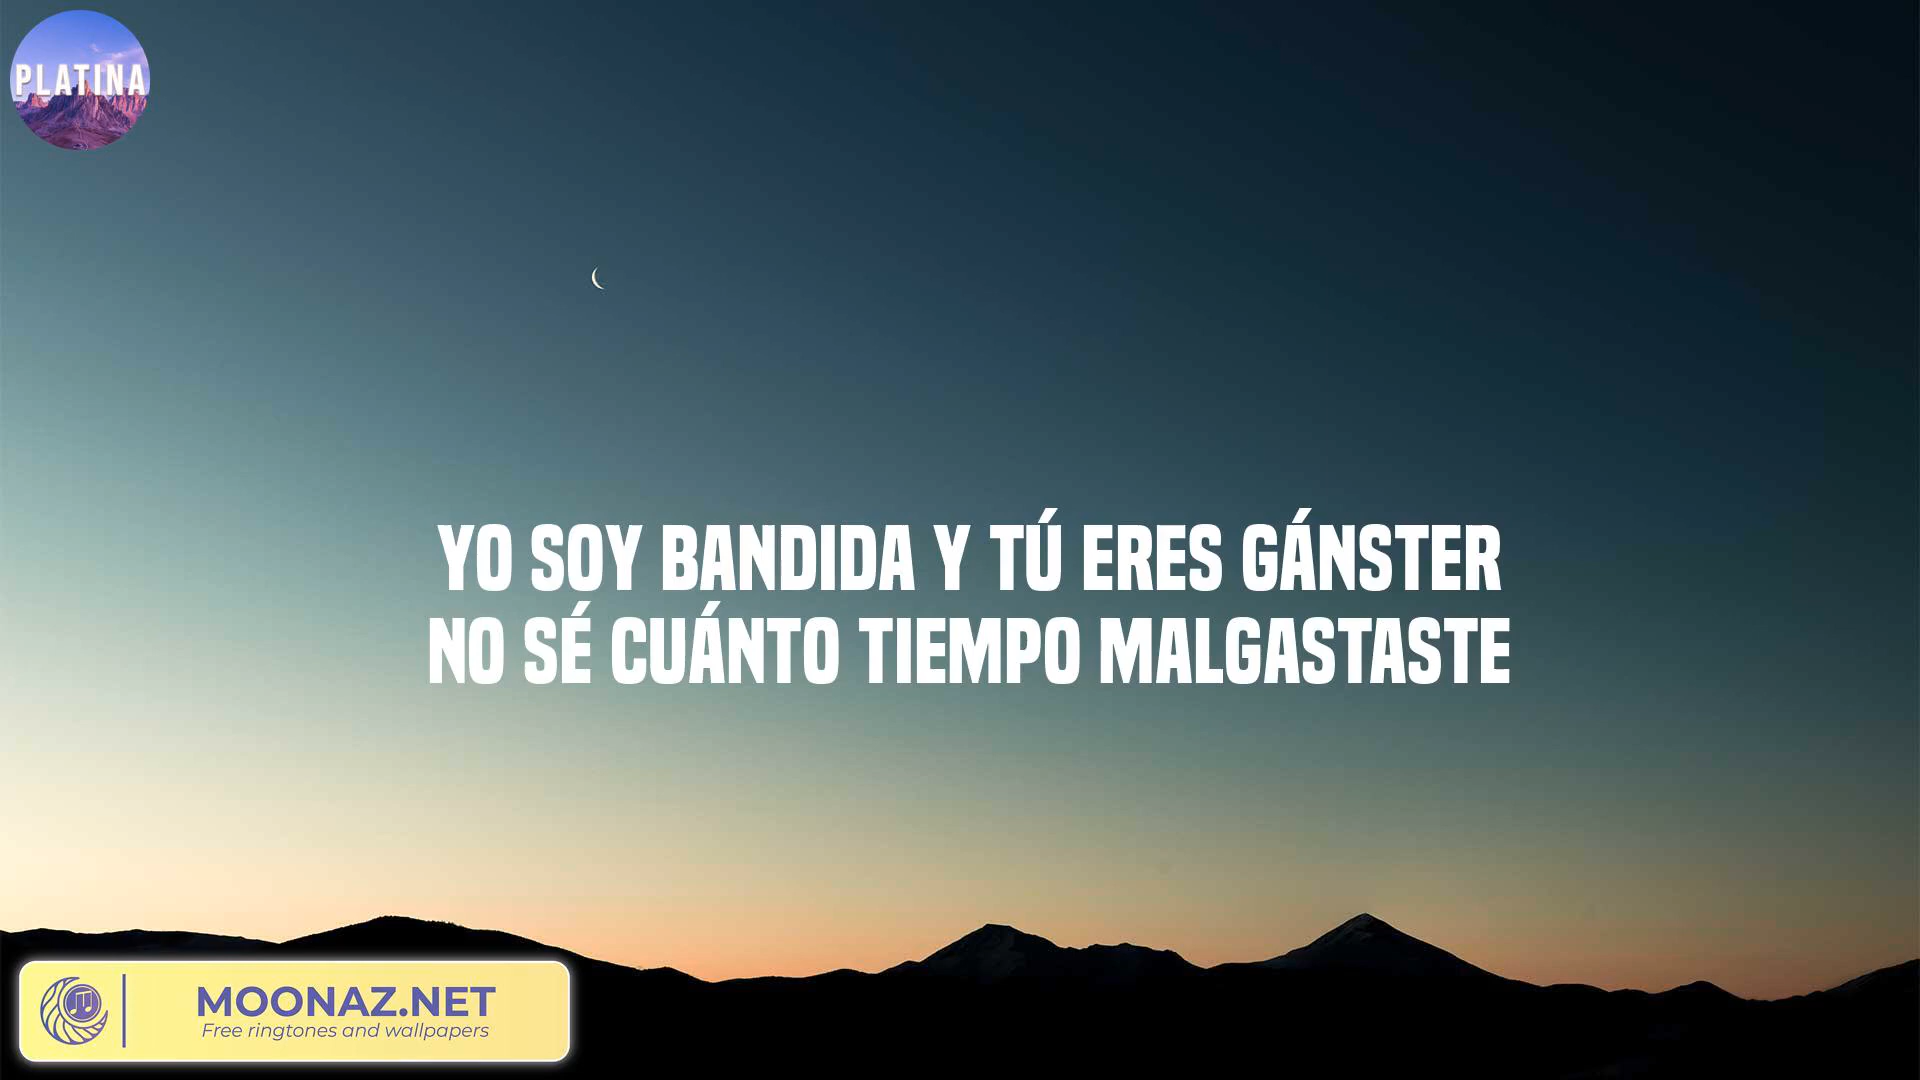 PLATINA
YO SOY BANDIDA Y TÚ ERES GÁNSTER
NO SÉ CUÁNTO TIEMPO MALGASTASTE
MOONAZ.NET
Free ringtones and wallpapers